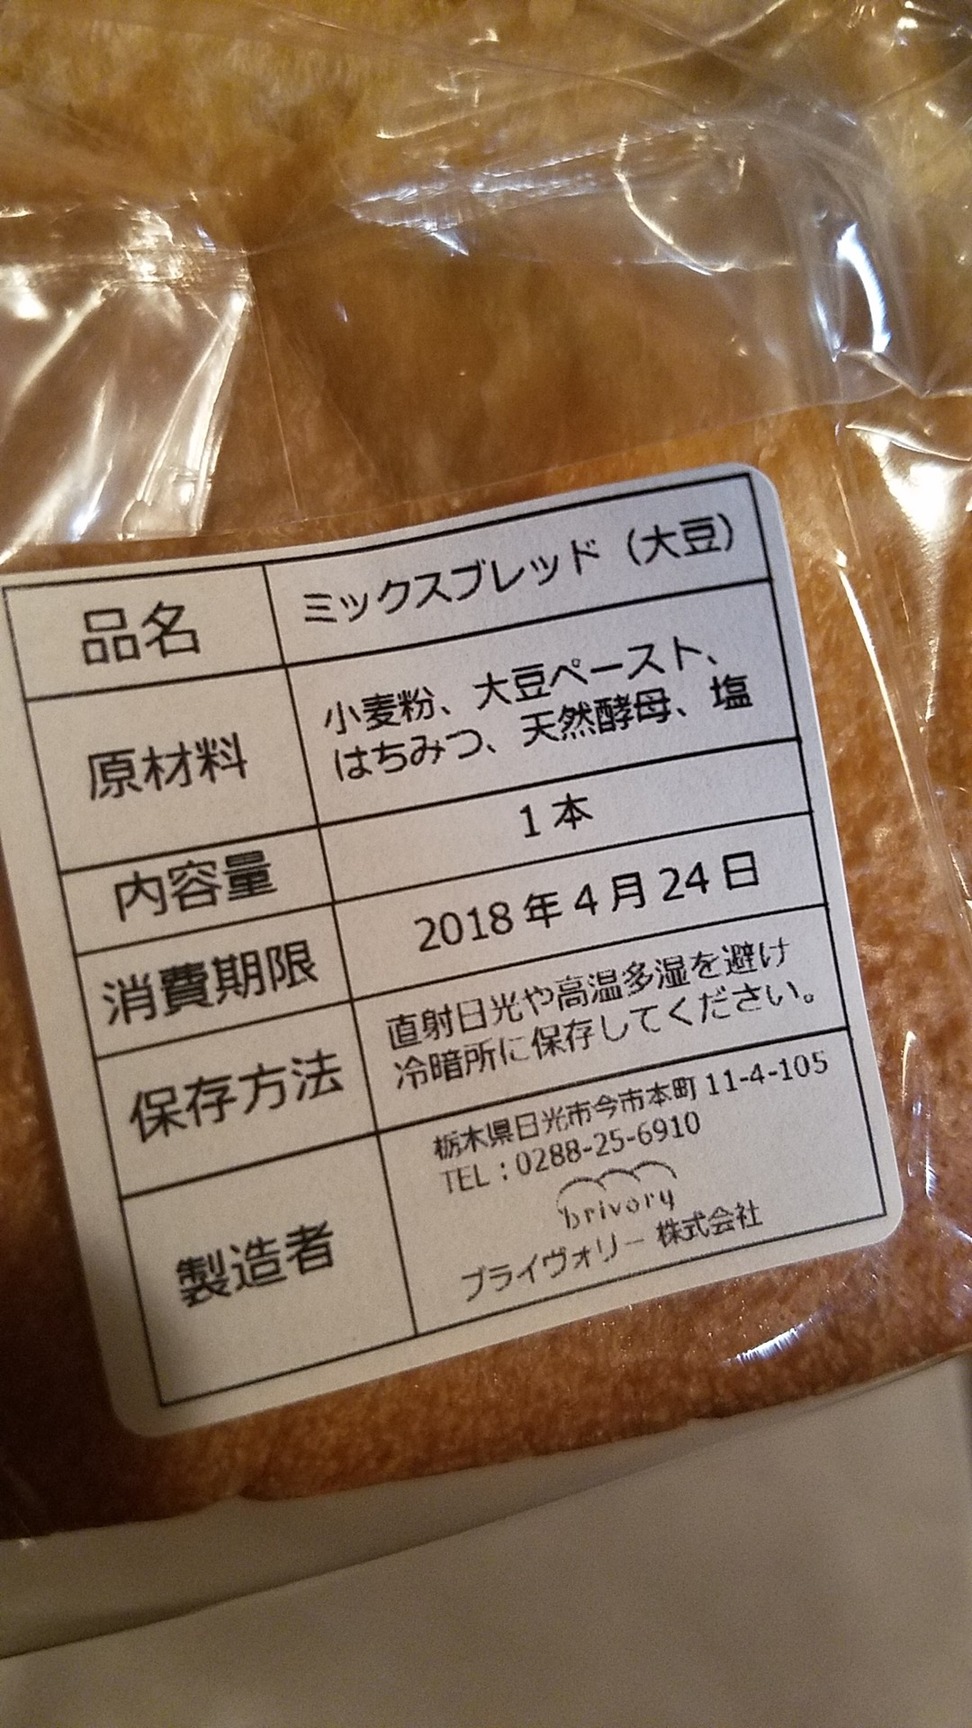 品名 ミックスブレッド（大豆）
原材料 小麦粉、大豆ペースト、
はちみつ、天然酵母、塩
内容量 1本
消費期限 2018年4月24日
保存方法 直射日光や高温多湿を避け
冷暗所に保存してください。
製造者 栃木県日光市今市本町 11-4-105
TEL：0288-25-6910
brivory
ブライヴォリー 株式会社